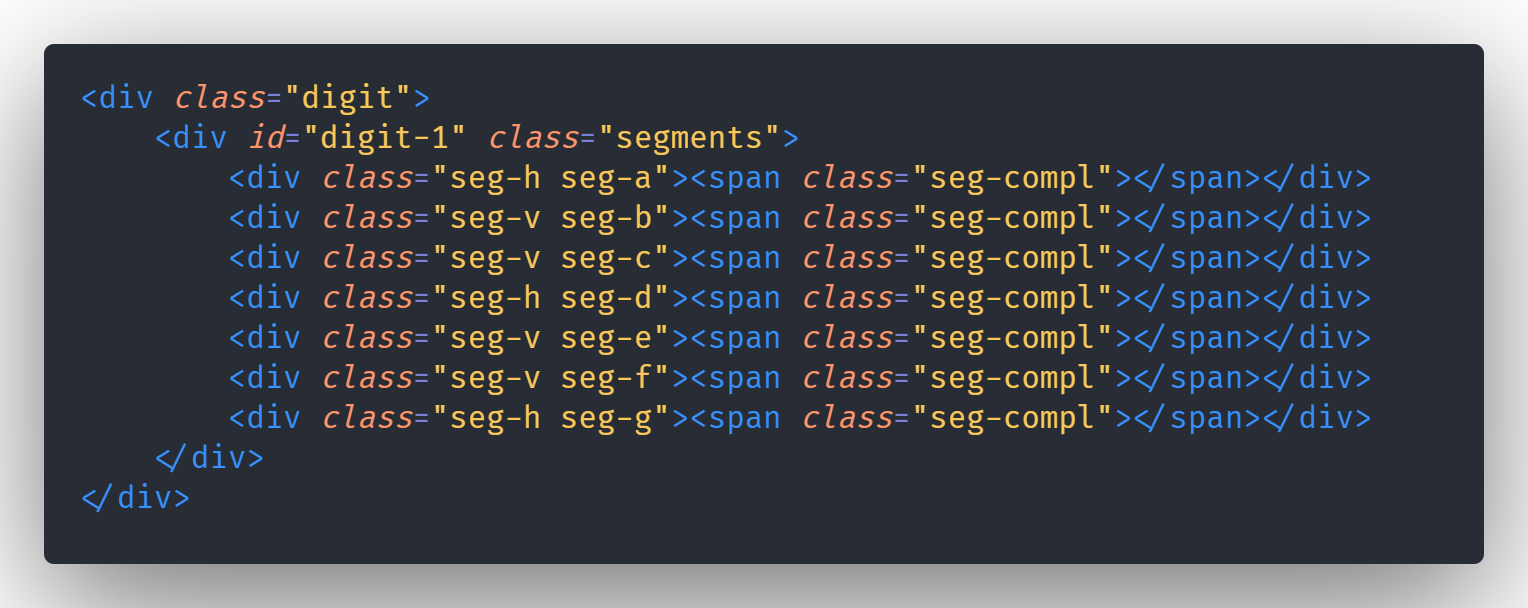 <div class="digit">
    <div id="digit-1" class="segments">
        <div class="seg-h seg-a"><span class="seg-compl"></span></div>
        <div class="seg-v seg-b"><span class="seg-compl"></span></div>
        <div class="seg-v seg-c"><span class="seg-compl"></span></div>
        <div class="seg-h seg-d"><span class="seg-compl"></span></div>
        <div class="seg-v seg-e"><span class="seg-compl"></span></div>
        <div class="seg-v seg-f"><span class="seg-compl"></span></div>
        <div class="seg-h seg-g"><span class="seg-compl"></span></div>
    </div>
</div>